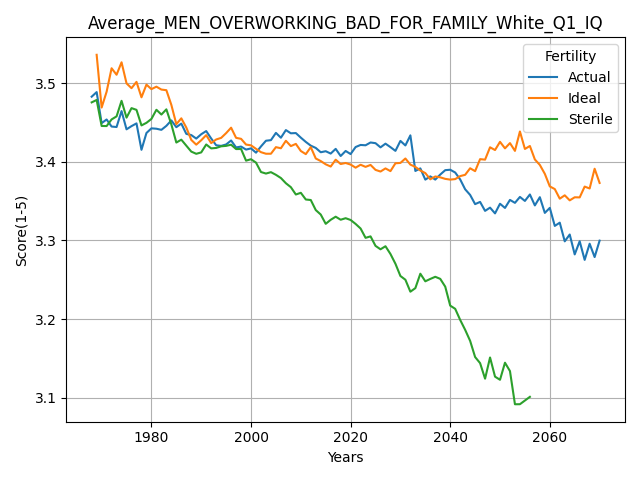 Average_MEN_OVERWORKING_BAD_FOR_FAMILY_White_Q1_IQ
Fertility
Actual
Ideal
Sterile
Score(1-5)
3.5
3.4
3.3
3.2
3.1
1980 2000 2020 2040 2060
Years